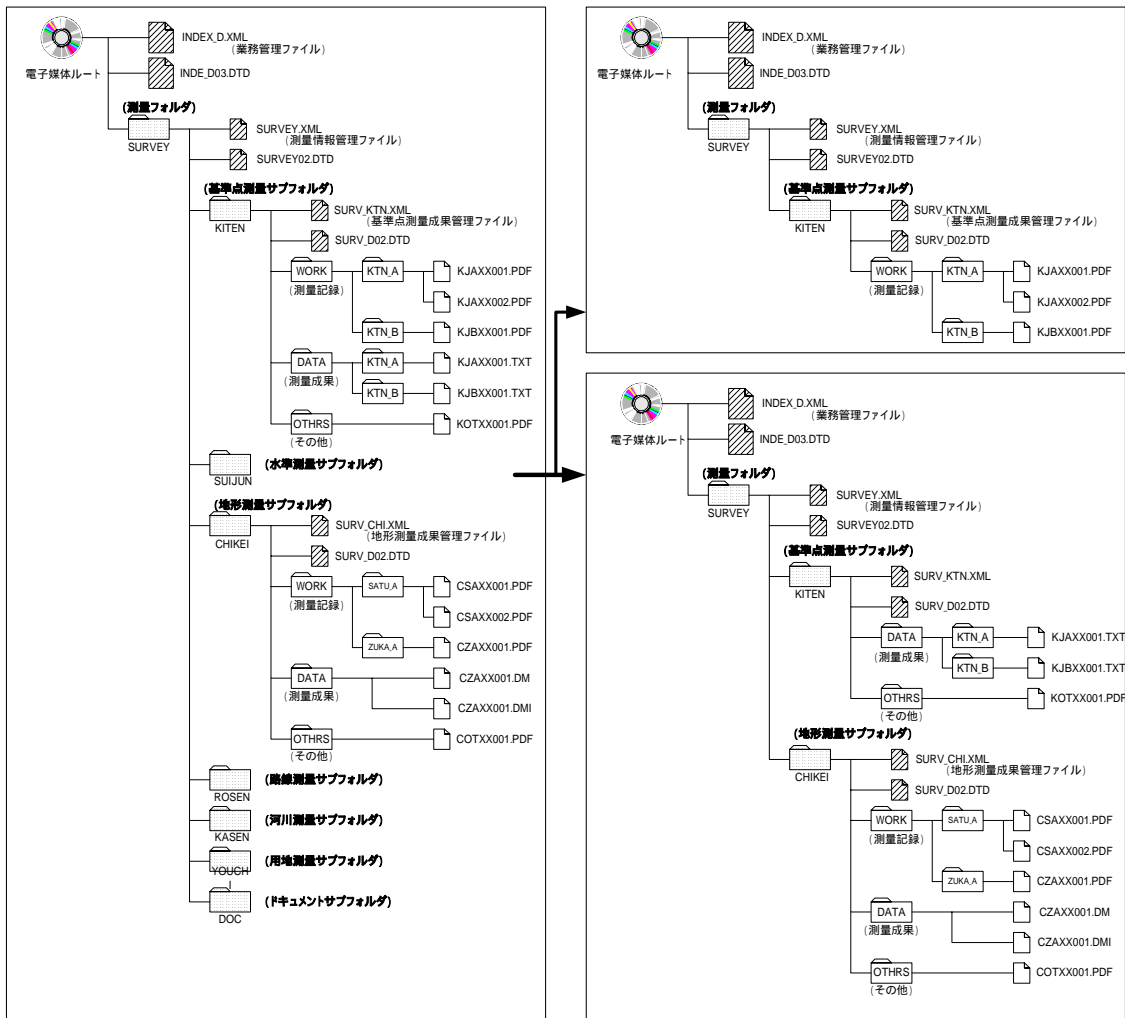 INDEX_D.XML
(業務管理ファイル)
電子媒体ルート
INDE_D03.DTD
(測量フォルダ)
SURVEY
SURVEY.XML
(測量情報管理ファイル)
SURVEY02.DTD
(基準点測量サブフォルダ)
KITEN
SURV_KTN.XML
(基準点測量成果管理ファイル)
SURV_D02.DTD
WORK
(測量記録)
KTN_A
KJAXX001.PDF
KJAXX002.PDF
KTN_B
KJBXX001.PDF
DATA
(測量成果)
KTN_A
KJAXX001.TXT
KTN_B
KJBXX001.TXT
OTHRS
(その他)
KOTXX001.PDF
SUIJUN
(水準測量サブフォルダ)
(地形測量サブフォルダ)
CHIKEI
SURV_CHI.XML
(地形測量成果管理ファイル)
SURV_D02.DTD
WORK
(測量記録)
SATU_A
CSAXX001.PDF
CSAXX002.PDF
ZUKA_A
CZAXX001.PDF
DATA
(測量成果)
CZAXX001.DM
CZAXX001.DMI
OTHRS
(その他)
COTXX001.PDF
ROSEN
(路線測量サブフォルダ)
KASEN
(河川測量サブフォルダ)
YOUCH
I
(用地測量サブフォルダ)
DOC
(ドキュメントサブフォルダ)
INDEX_D.XML
(業務管理ファイル)
電子媒体ルート
INDE_D03.DTD
(測量フォルダ)
SURVEY
SURVEY.XML
(測量情報管理ファイル)
SURVEY02.DTD
(基準点測量サブフォルダ)
KITEN
SURV_KTN.XML
(基準点測量成果管理ファイル)
SURV_D02.DTD
WORK
(測量記録)
KTN_A
KJAXX001.PDF
KJAXX002.PDF
KTN_B
KJBXX001.PDF
INDEX_D.XML
(業務管理ファイル)
電子媒体ルート
INDE_D03.DTD
(測量フォルダ)
SURVEY
SURVEY.XML
(測量情報管理ファイル)
SURVEY02.DTD
(基準点測量サブフォルダ)
KITEN
SURV_KTN.XML
SURV_D02.DTD
DATA
(測量成果)
KTN_A
KJAXX001.TXT
KTN_B
KJBXX001.TXT
OTHRS
(その他)
KOTXX001.PDF
(地形測量サブフォルダ)
CHIKEI
SURV_CHI.XML
(地形測量成果管理ファイル)
SURV_D02.DTD
WORK
(測量記録)
SATU_A
CSAXX001.PDF
CSAXX002.PDF
ZUKA_A
CZAXX001.PDF
DATA
(測量成果)
CZAXX001.DM
CZAXX001.DMI
OTHRS
(その他)
COTXX001.PDF